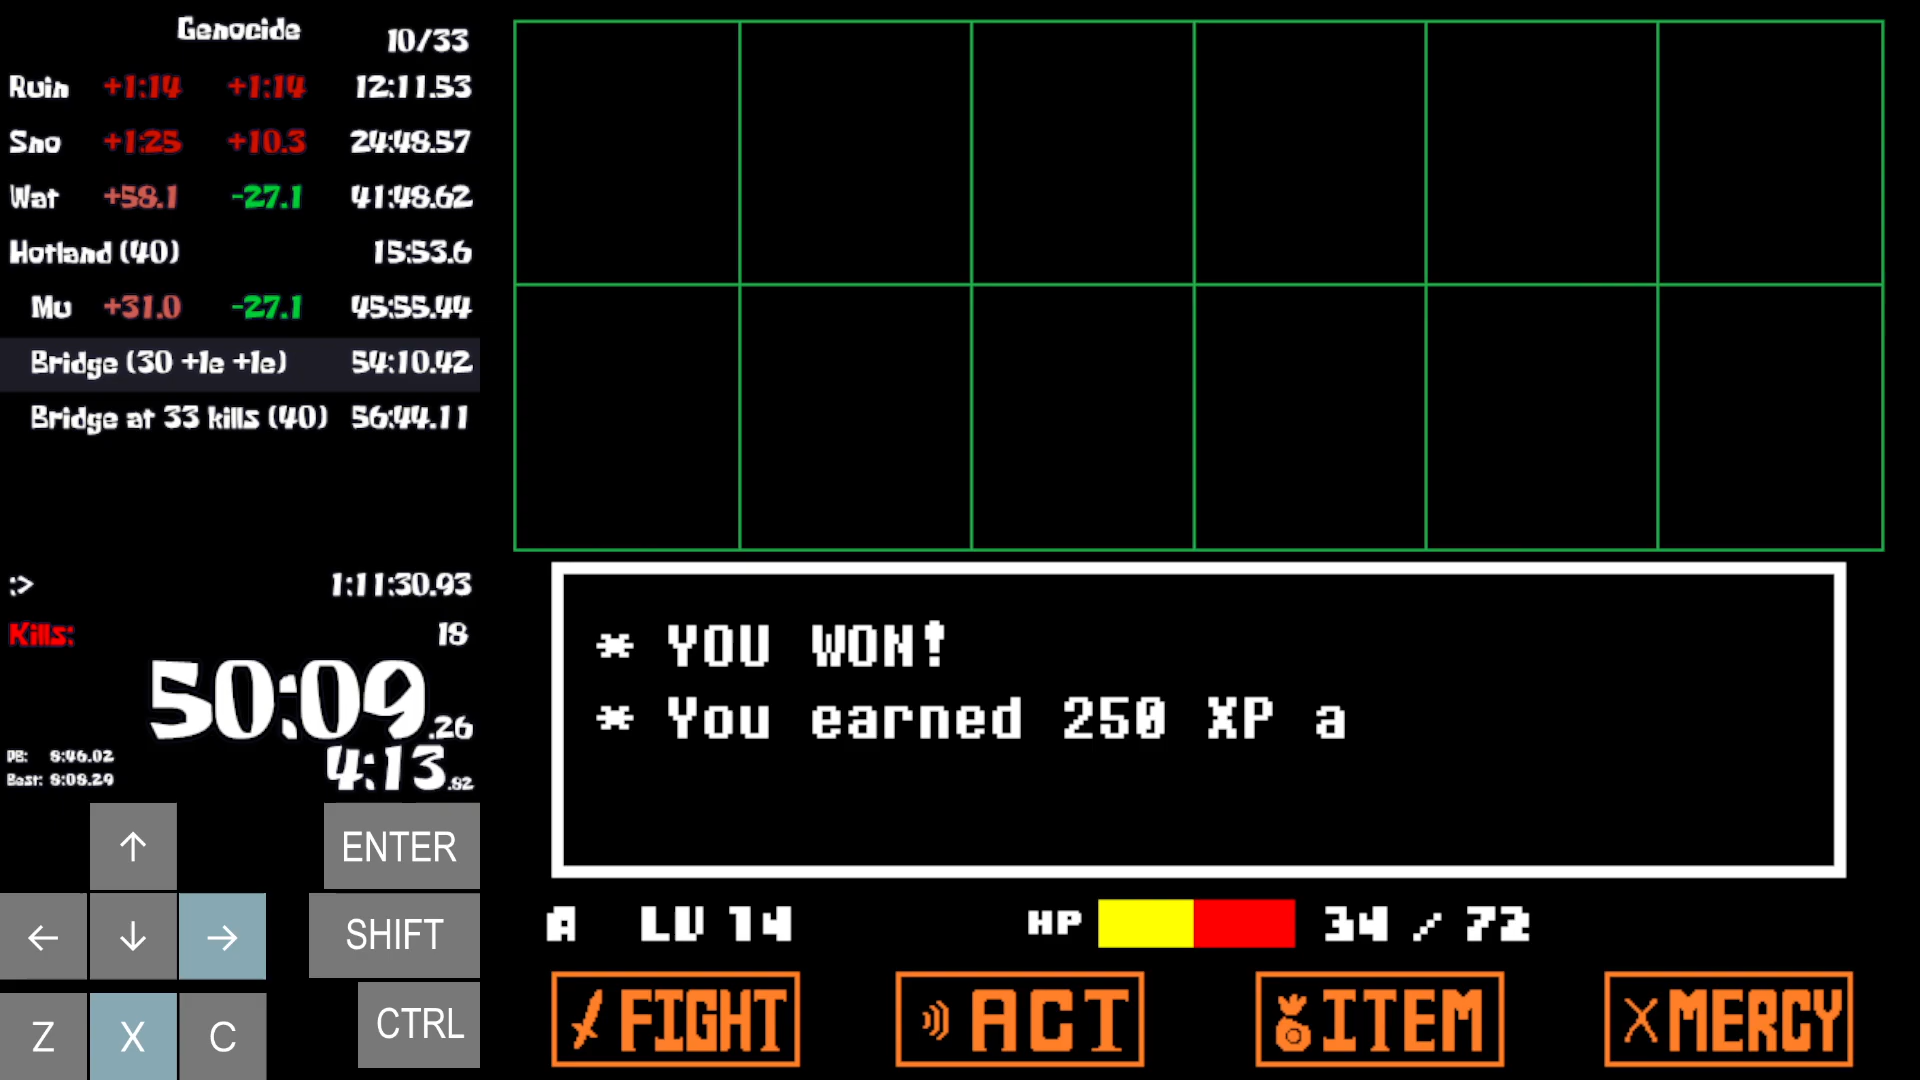 Genocide 10/33
Ruin +1:14 +1:14 12:11.53
Sno +1:25 +10.3 24:48.57
Wat +58.1 -27.1 41:48.62
Hotland (40) 15:53.6
Mu +31.0 -27.1 45:55.44
Bridge (30 +1e +1e) 54:10.42
Bridge at 33 kills (40) 56:44.11
:> 1:11:30.93
Kills: 18
50:09.26
PB: 8:46.02
4:13.82
Best: 8:08.29
↑ ENTER
← ↓ → SHIFT
Z X C CTRL
* YOU WON!
* You earned 250 XP a
A LV 14 HP 34 / 72
FIGHT ACT ITEM MERCY